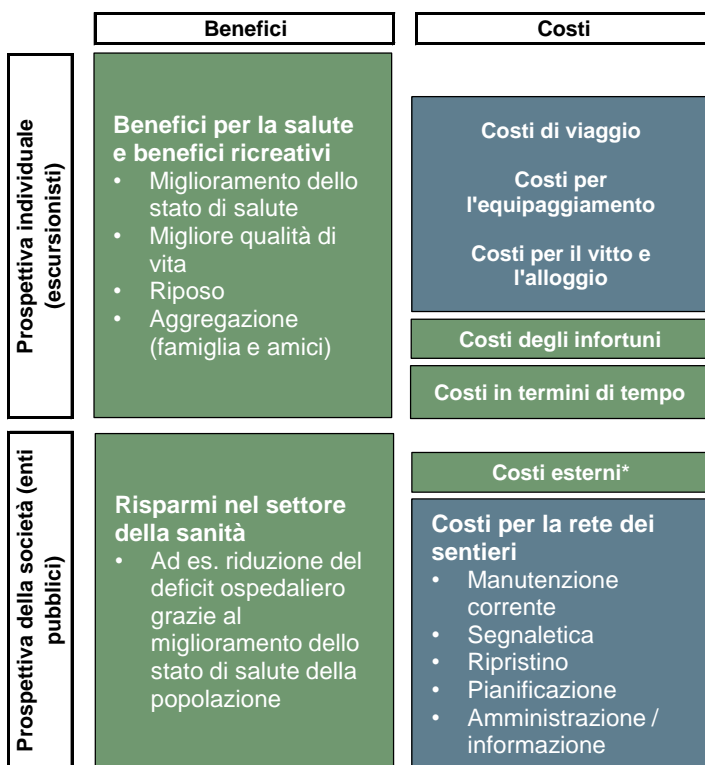 Benefici
Costi
Prospettiva individuale
(escursionisti)
Benefici per la salute
e benefici ricreativi
• Miglioramento dello
stato di salute
• Migliore qualità di
vita
• Riposo
• Aggregazione
(famiglia e amici)
Costi di viaggio
Costi per
l'equipaggiamento
Costi per il vitto e
l'alloggio
Costi degli infortuni
Costi in termini di tempo
Prospettiva della società (enti
pubblici)
Risparmi nel settore
della sanità
• Ad es. riduzione del
deficit ospedaliero
grazie al
miglioramento dello
stato di salute della
popolazione
Costi esterni*
Costi per la rete dei
sentieri
• Manutenzione
corrente
• Segnaletica
• Ripristino
• Pianificazione
• Amministrazione /
informazione